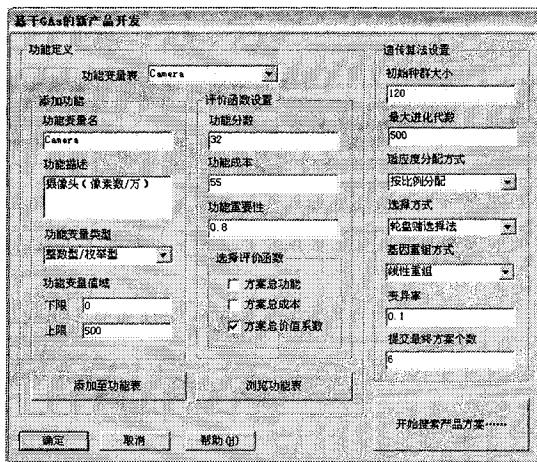 基于GAs的新产品开发
功能定义
功能变量表 Camera
添加功能
功能变量名
Camera
功能描述
摄像头(像素数/万)
功能变量类型
整数型/枚举型
功能变量值域
下限 0
上限 500
评价函数设置
功能分数
32
功能成本
55
功能重要性
0.8
选择评价函数
方案总功能
方案总成本
方案总价值系数
添加至功能表
浏览功能表
确定
取消
帮助(H)
遗传算法设置
初始种群大小
120
最大进化代数
500
适应度分配方式
按比例分配
选择方式
轮盘赌选择法
基因重组方式
线性重组
变异率
0.1
提交最终方案个数
6
开始搜索产品方案……